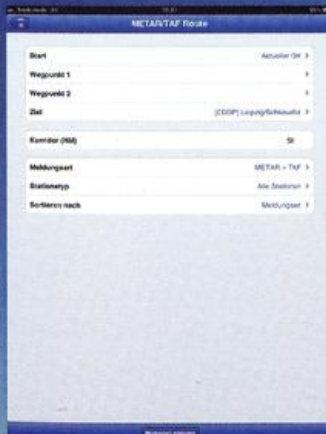 METAR/TAF Route
Start
Aktueller Ort
Wegpunkt 1
Wegpunkt 2
Ziel
Korridor (NM)
Meldungsart
METAR + TAF
Stationstyp
Alle Stationen
Sortieren nach
Meldungsart